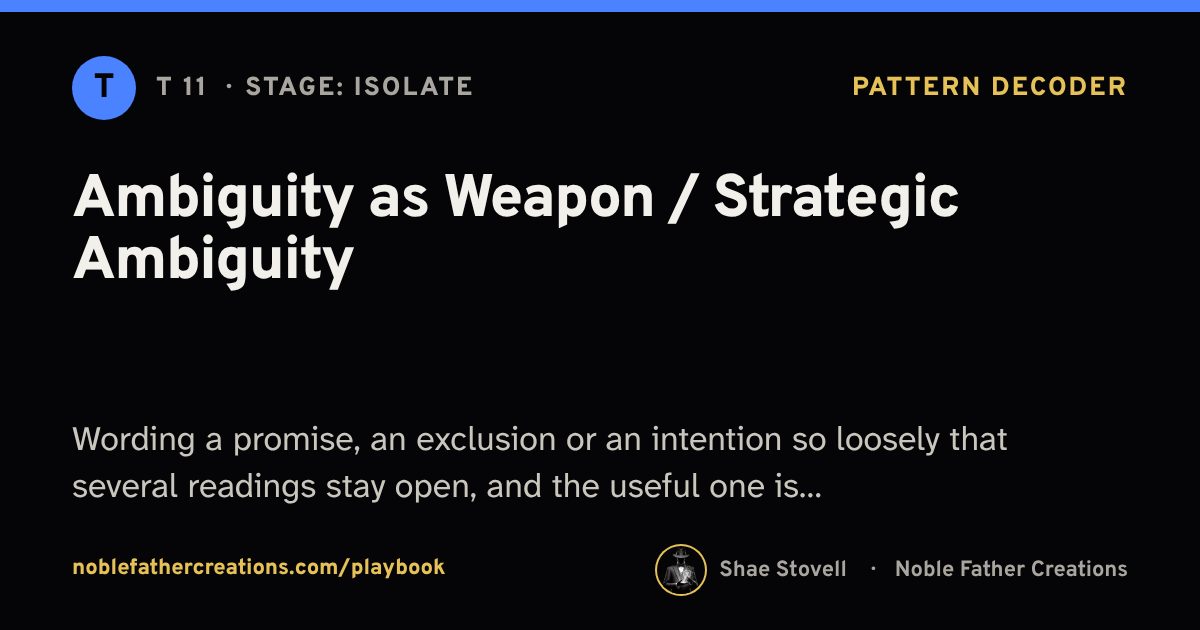 T
T 11 · STAGE: ISOLATE
PATTERN DECODER
Ambiguity as Weapon / Strategic
Ambiguity
Wording a promise, an exclusion or an intention so loosely that
several readings stay open, and the useful one is...
noblefathercreations.com/playbook
Shae Stovell · Noble Father Creations